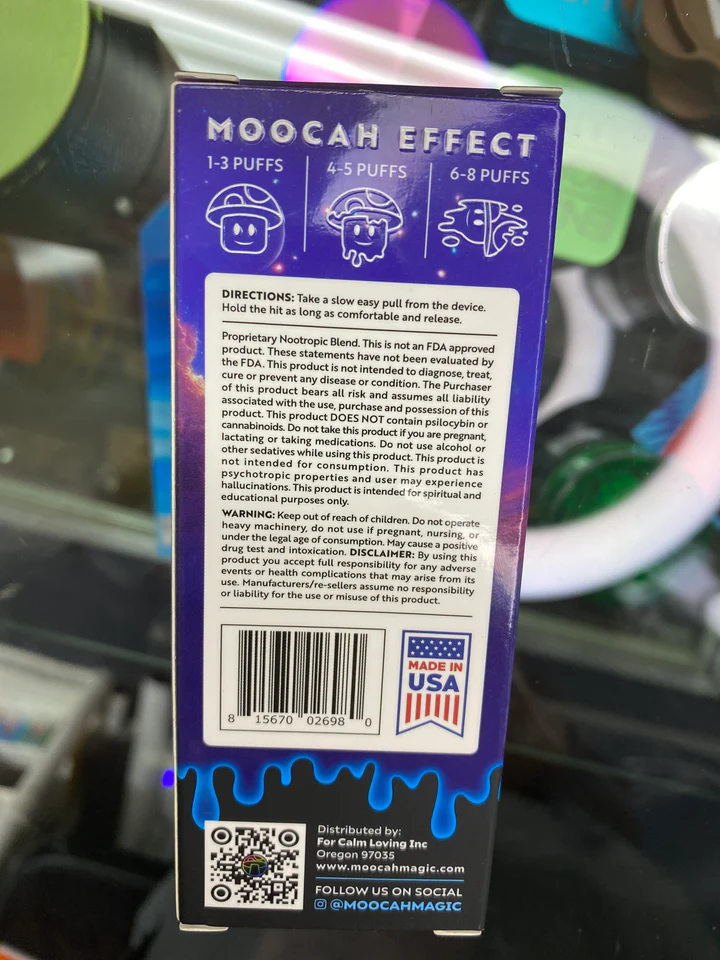 MOOCAH EFFECT
1-3 PUFFS
4-5 PUFFS
6-8 PUFFS
DIRECTIONS: Take a slow easy pull from the device.
Hold the hit as long as comfortable and release.
Proprietary Nootropic Blend. This is not an FDA approved
product. These statements have not been evaluated by
the FDA. This product is not intended to diagnose, treat,
cure or prevent any disease or condition. The Purchaser
of this product bears all risk and assumes all liability
associated with the use, purchase and possession of this
product. This product DOES NOT contain psilocybin or
cannabinoids. Do not take this product if you are pregnant,
lactating or taking medications. Do not use alcohol or
other sedatives while using this product. This product is
not intended for consumption. This product has
psychotropic properties and user may experience
hallucinations. This product is intended for spiritual and
educational purposes only.
WARNING: Keep out of reach of children. Do not operate
heavy machinery, do not use if pregnant, nursing, or
under the legal age of consumption. May cause a positive
drug test and intoxication. DISCLAIMER: By using this
product you accept full responsibility for any adverse
events or health complications that may arise from its
use. Manufacturers/re-sellers assume no responsibility
or liability for the use or misuse of this product.
8 15670 02698 0
MADE IN
USA
Distributed by:
For Calm Loving Inc
Oregon 97035
www.moocahmagic.com
FOLLOW US ON SOCIAL
@MOOCAHMAGIC